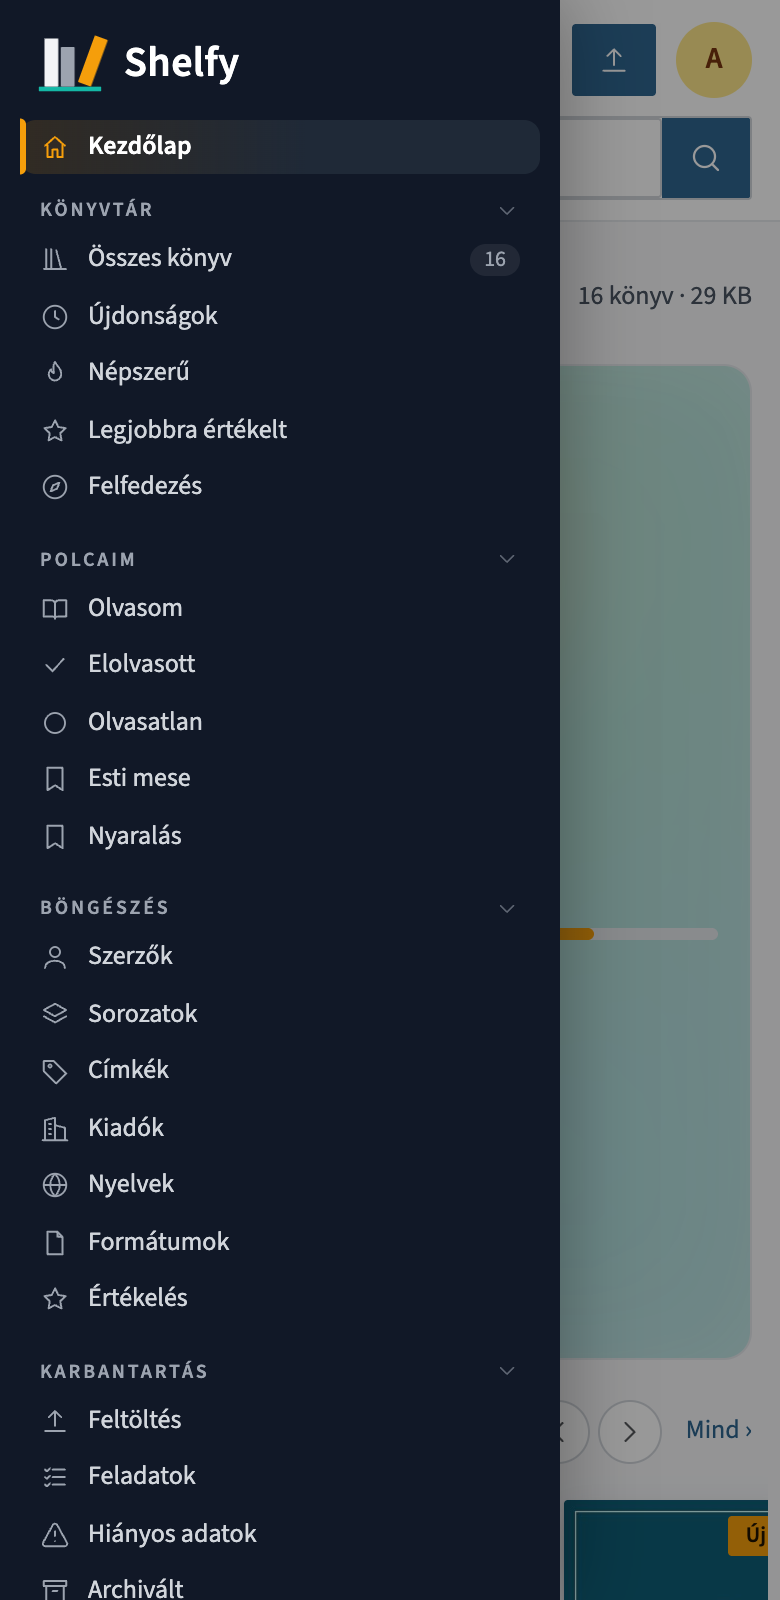 Shelfy
A
Kezdőlap
KÖNYVTÁR
Összes könyv 16
16 könyv · 29 KB
Újdonságok
Népszerű
Legjobbra értékelt
Felfedezés
POLCAIM
Olvasom
Elolvasott
Olvasatlan
Esti mese
Nyaralás
BÖNGÉSZÉS
Szerzők
Sorozatok
Címkék
Kiadók
Nyelvek
Formátumok
Értékelés
KARBANTARTÁS
Feltöltés
Mind ›
Feladatok
Hiányos adatok
Új
Archivált